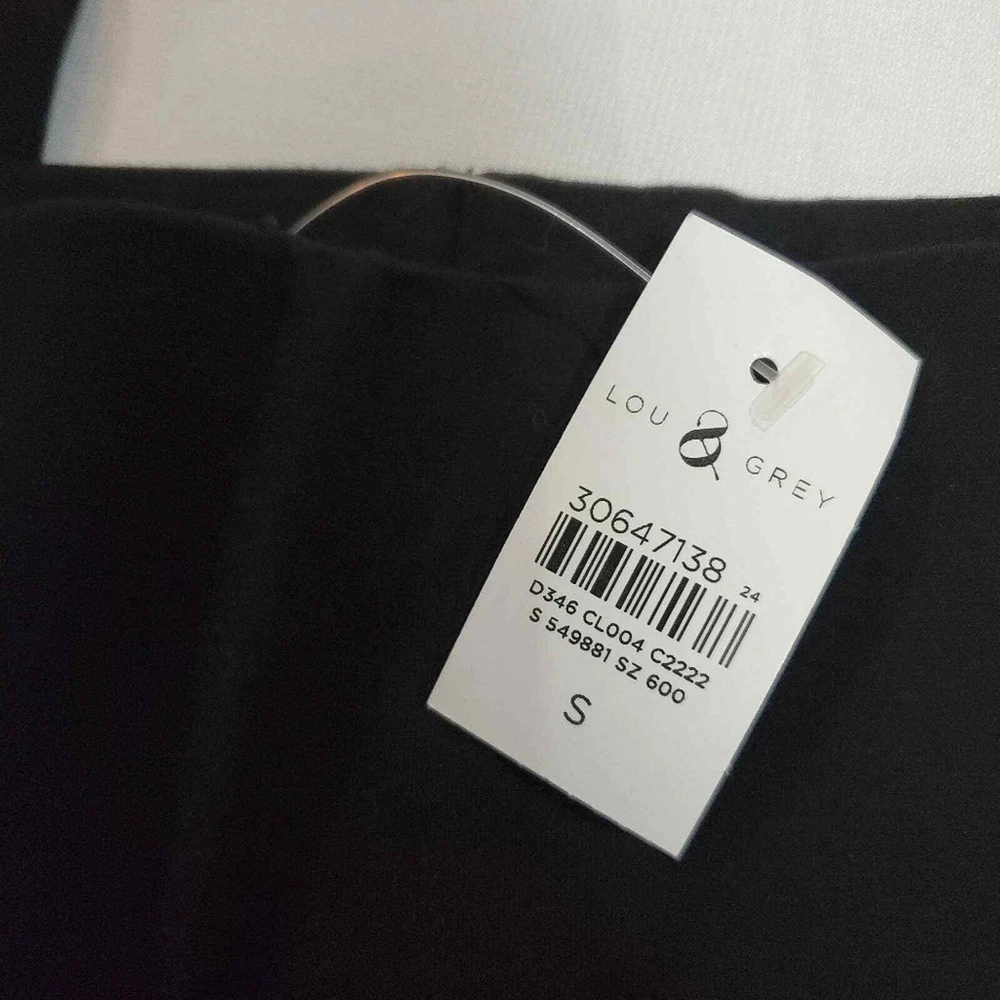 LOU & GREY
30647138 24
D346 CL004 C2222
S 549881 SZ 600
S